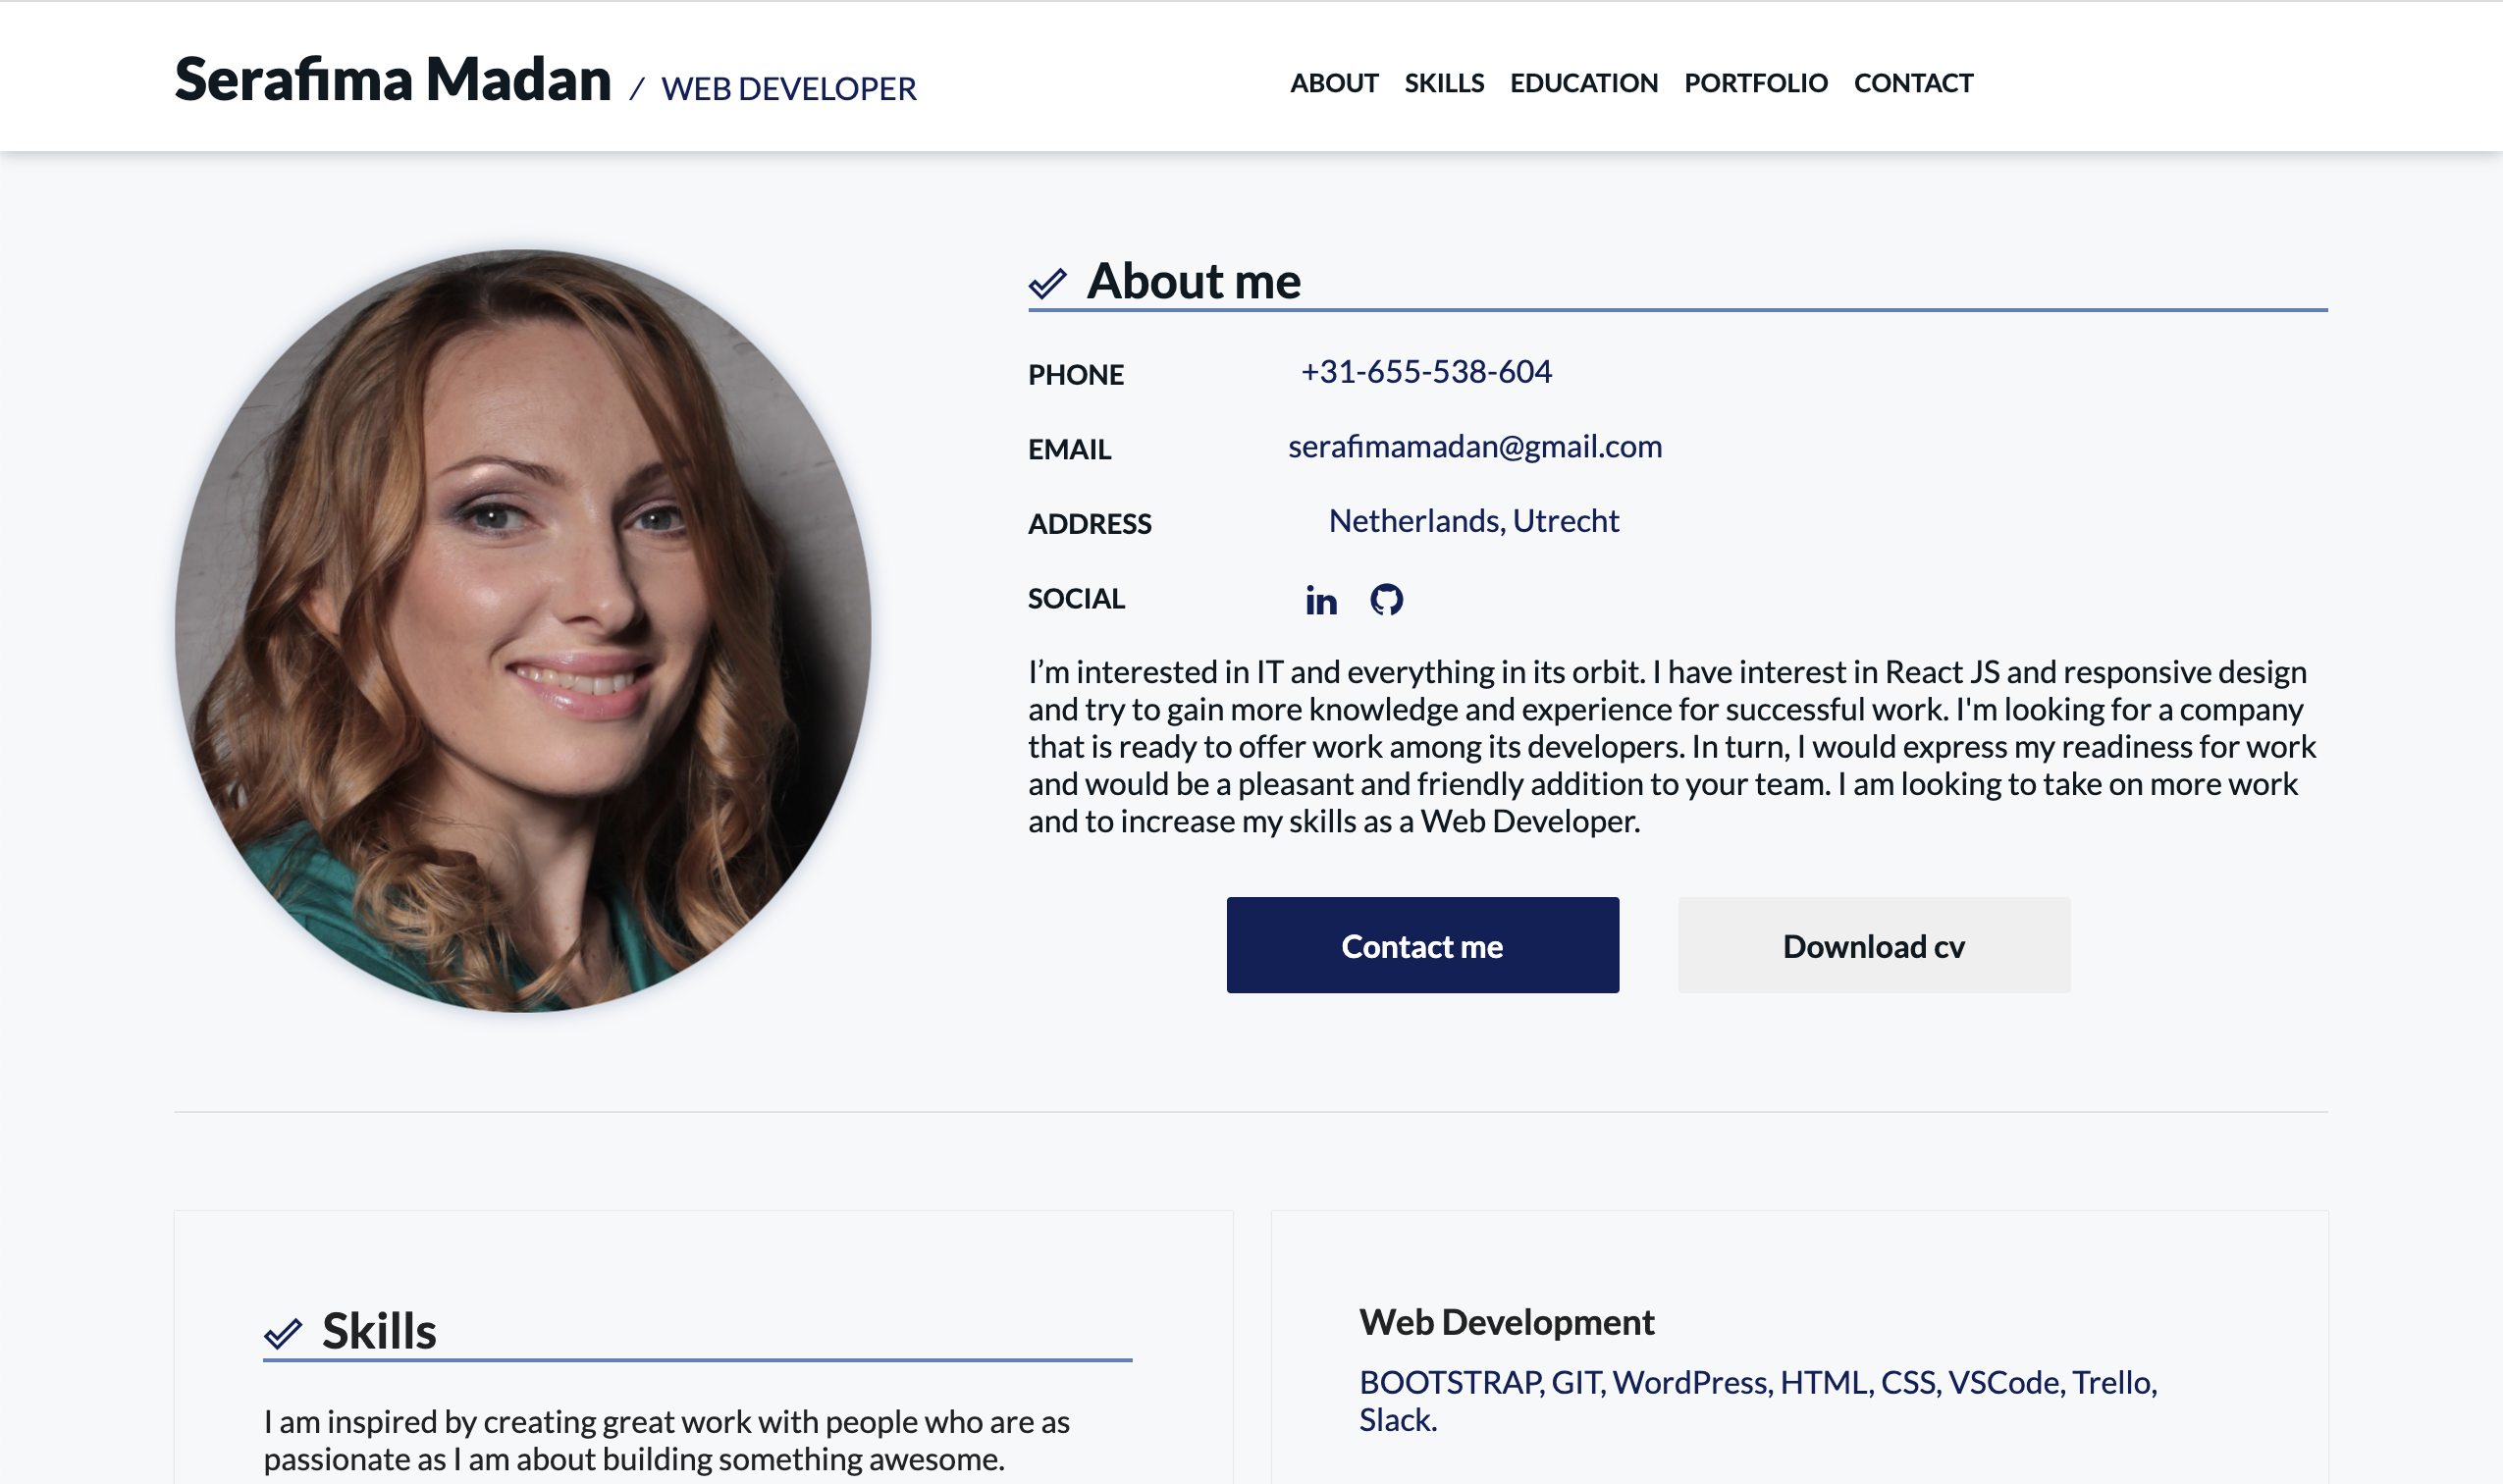 Serafima Madan / WEB DEVELOPER
ABOUT SKILLS EDUCATION PORTFOLIO CONTACT
About me
PHONE +31-655-538-604
EMAIL serafimamadan@gmail.com
ADDRESS Netherlands, Utrecht
SOCIAL in
I’m interested in IT and everything in its orbit. I have interest in React JS and responsive design
and try to gain more knowledge and experience for successful work. I'm looking for a company
that is ready to offer work among its developers. In turn, I would express my readiness for work
and would be a pleasant and friendly addition to your team. I am looking to take on more work
and to increase my skills as a Web Developer.
Contact me
Download cv
Skills
I am inspired by creating great work with people who are as
passionate as I am about building something awesome.
Web Development
BOOTSTRAP, GIT, WordPress, HTML, CSS, VSCode, Trello,
Slack.